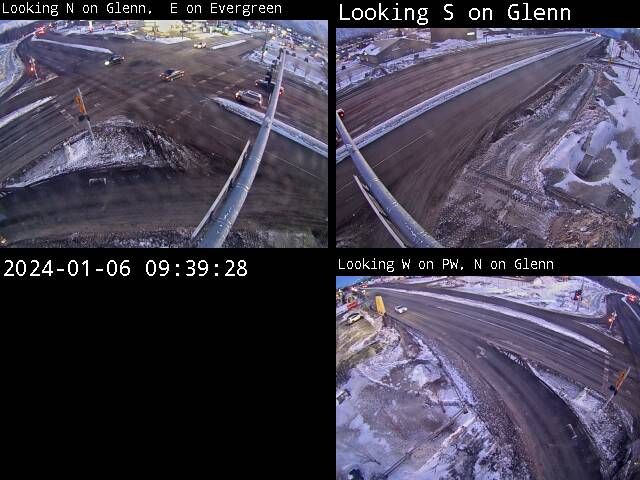 Looking N on Glenn,  E on Evergreen
Looking S on Glenn
2024-01-06 09:39:28
Looking W on PW, N on Glenn